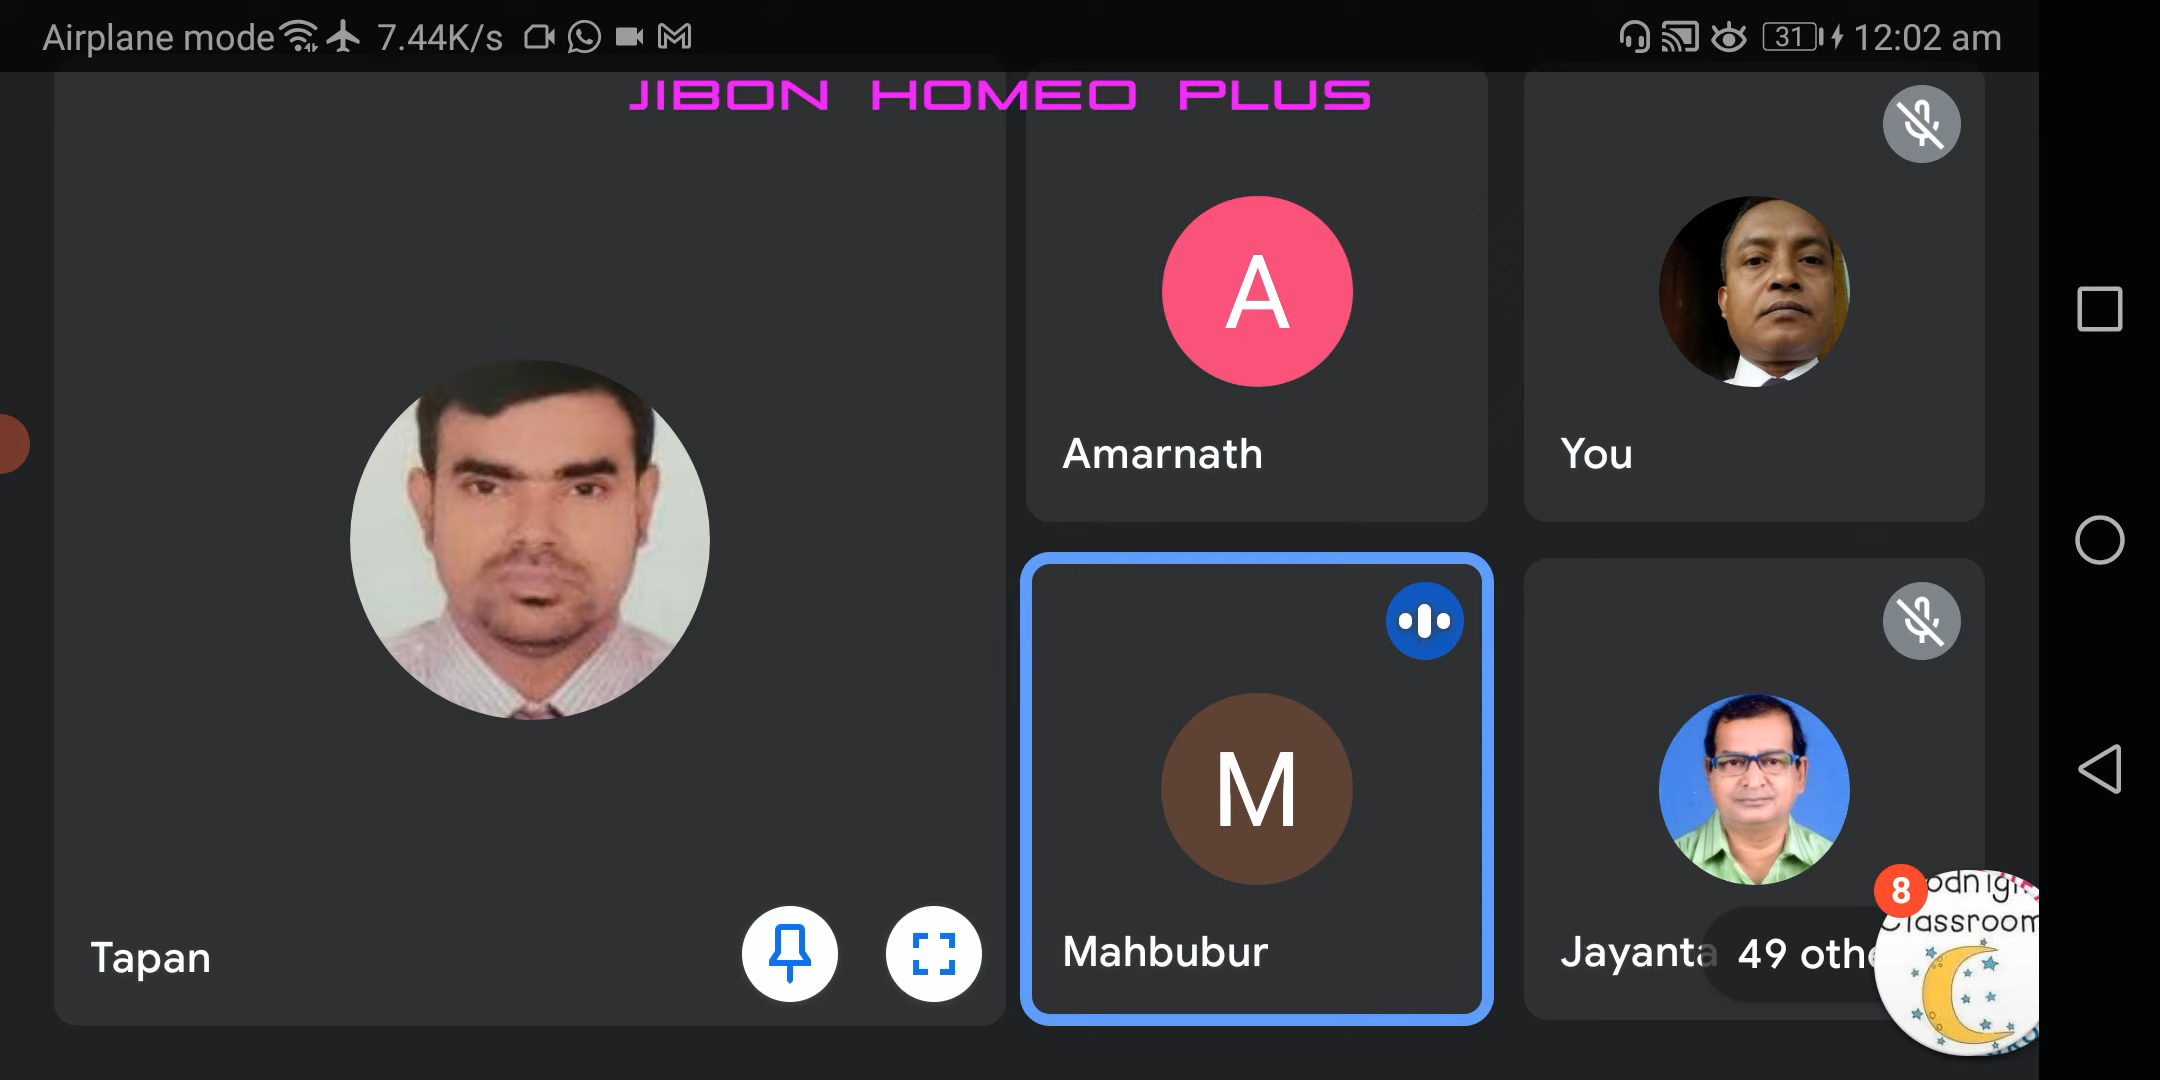 Airplane mode 7.44K/s 31 12:02 am
JIBON HOMEO PLUS
A
Amarnath
You
Tapan
M
Mahbubur
Jayanta
49 othe
8
odnigh
Classroom